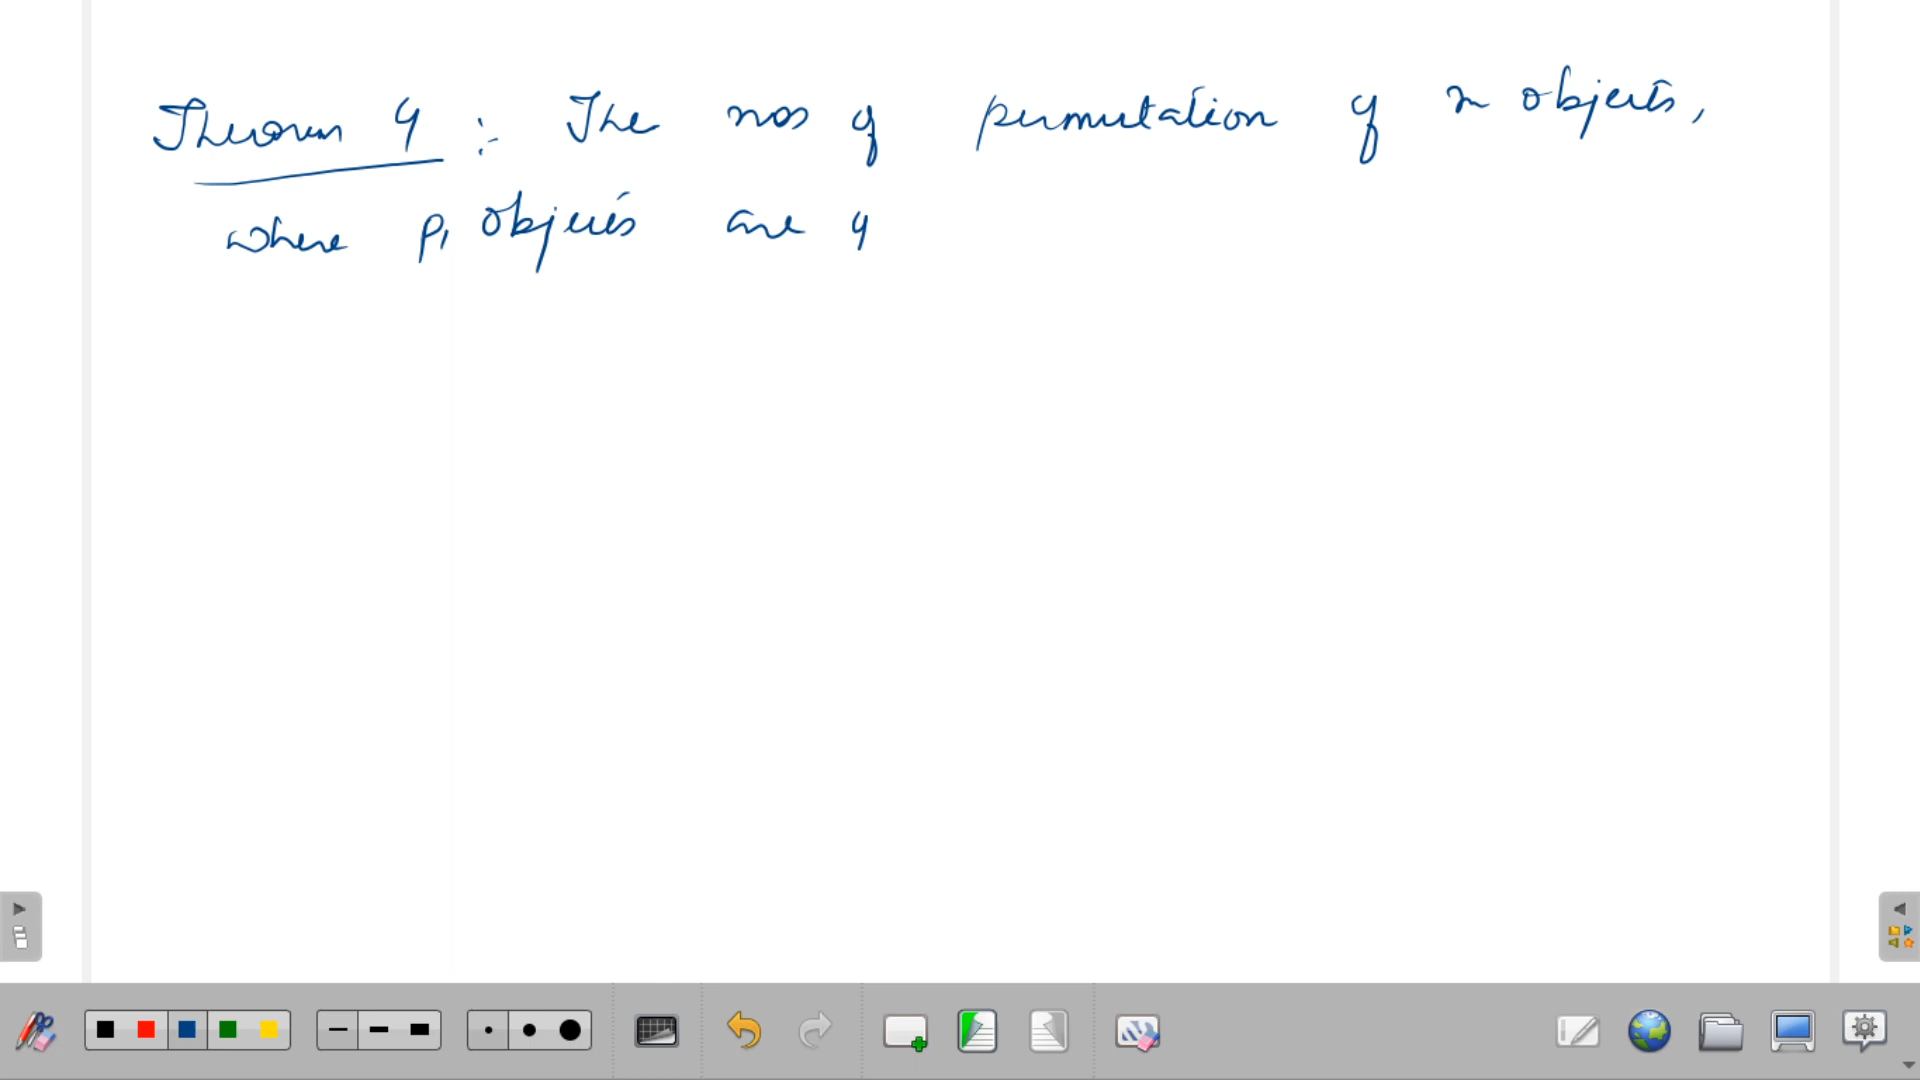 Theorem 4 : The nos of permutation of n objects,
where p1 objects are of